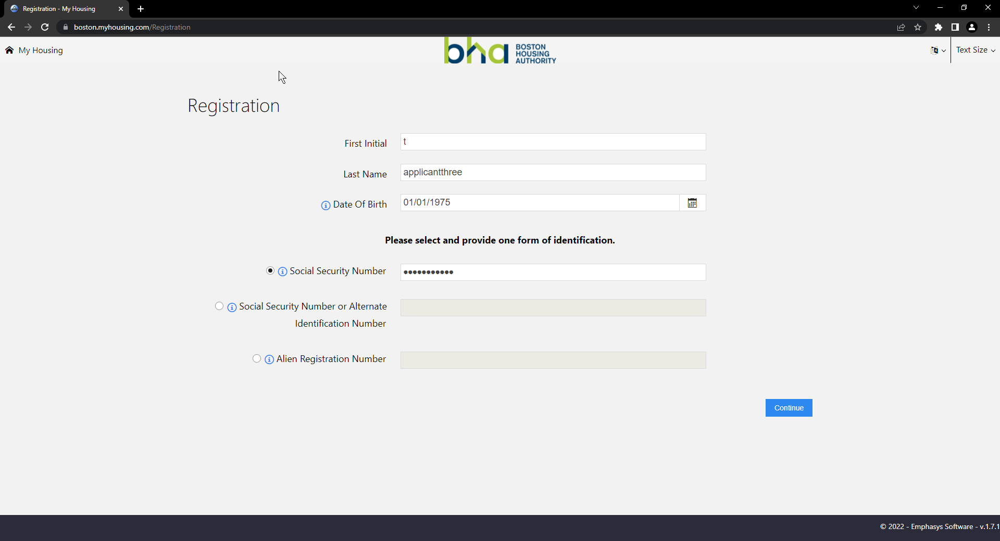 Registration - My Housing
boston.myhousing.com/Registration
My Housing
bha
BOSTON
HOUSING
AUTHORITY
Text Size
Registration
First Initial
t
Last Name
applicantthree
Date Of Birth
01/01/1975
Please select and provide one form of identification.
Social Security Number
•••••••••••
Social Security Number or Alternate
Identification Number
Alien Registration Number
Continue
© 2022 - Emphasys Software - v.1.7.1